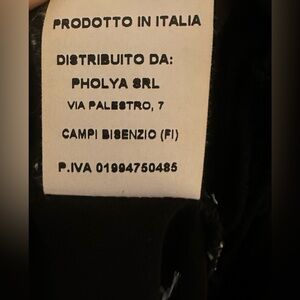 PRODOTTO IN ITALIA
DISTRIBUITO DA:
PHOLYA SRL
VIA PALESTRO, 7
CAMPI BISENZIO (FI)
P.IVA 01994750485